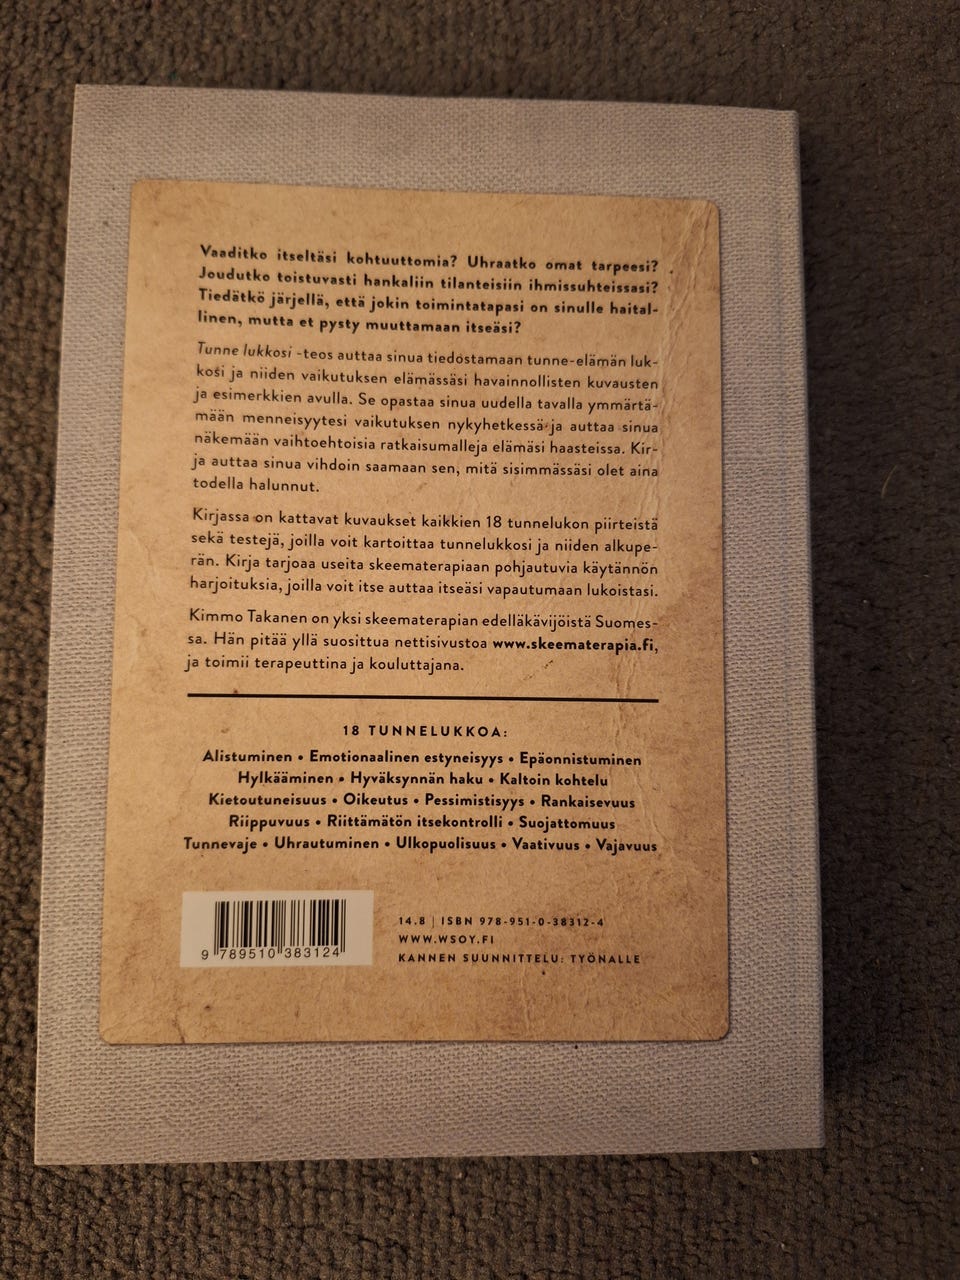 Vaaditko itseltäsi kohtuuttomia? Uhraatko omat tarpeesi?
Joudutko toistuvasti hankaliin tilanteisiin ihmissuhteissasi?
Tiedätkö järjellä, että jokin toimintatapasi on sinulle haital-
linen, mutta et pysty muuttamaan itseäsi?
Tunne lukkosi -teos auttaa sinua tiedostamaan tunne-elämän luk-
kosi ja niiden vaikutuksen elämässäsi havainnollisten kuvausten
ja esimerkkien avulla. Se opastaa sinua uudella tavalla ymmärtä-
mään menneisyytesi vaikutuksen nykyhetkessä ja auttaa sinua
näkemään vaihtoehtoisia ratkaisumalleja elämäsi haasteissa. Kir-
ja auttaa sinua vihdoin saamaan sen, mitä sisimmässäsi olet aina
todella halunnut.
Kirjassa on kattavat kuvaukset kaikkien 18 tunnelukon piirteistä
sekä testejä, joilla voit kartoittaa tunnelukkosi ja niiden alkupe-
rän. Kirja tarjoaa useita skeematerapiaan pohjautuvia käytännön
harjoituksia, joilla voit itse auttaa itseäsi vapautumaan lukoistasi.
Kimmo Takanen on yksi skeematerapian edelläkävijöistä Suomes-
sa. Hän pitää yllä suosittua nettisivustoa www.skeematerapia.fi,
ja toimii terapeuttina ja kouluttajana.
18 TUNNELUKKOA:
Alistuminen • Emotionaalinen estyneisyys • Epäonnistuminen
Hylkääminen • Hyväksynnän haku • Kaltoin kohtelu
Kietoutuneisuus • Oikeutus • Pessimistisyys • Rankaisevuus
Riippuvuus • Riittämätön itsekontrolli • Suojattomuus
Tunnevaje • Uhrautuminen • Ulkopuolisuus • Vaativuus • Vajavuus
14.8 | ISBN 978-951-0-38312-4
WWW.WSOY.FI
KANNEN SUUNNITTELU: TYÖNALLE
9 789510 383124